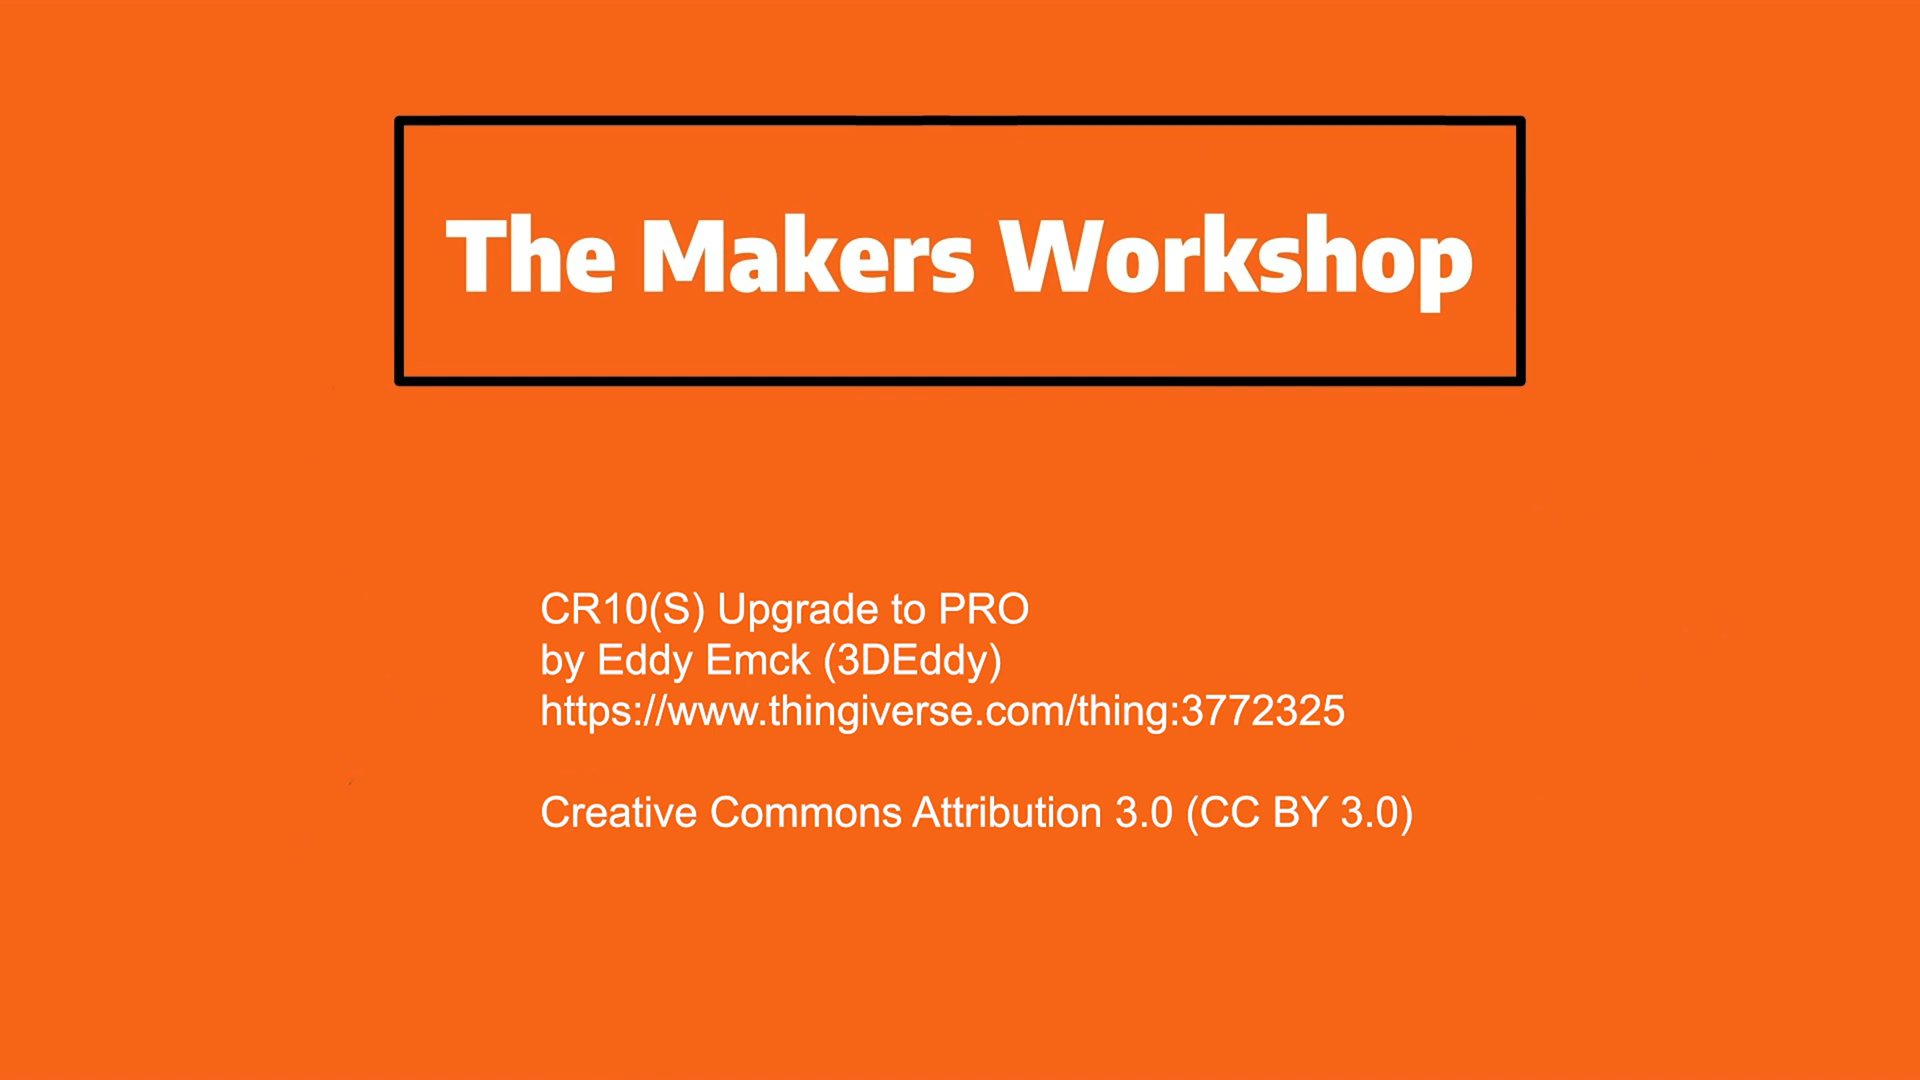 The Makers Workshop
CR10(S) Upgrade to PRO
by Eddy Emck (3DEddy)
https://www.thingiverse.com/thing:3772325
Creative Commons Attribution 3.0 (CC BY 3.0)